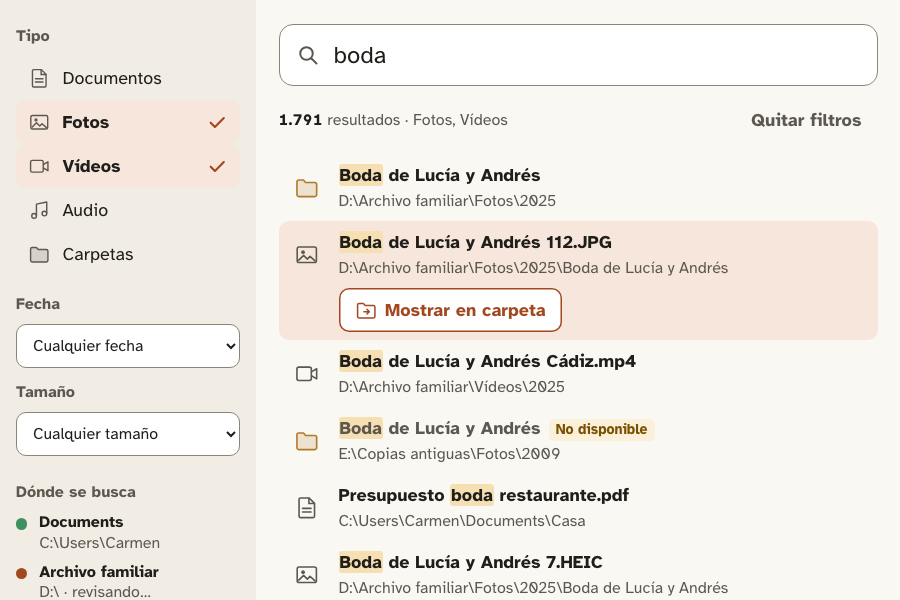 Tipo
Documentos
Fotos
Vídeos
Audio
Carpetas
Fecha
Cualquier fecha
Tamaño
Cualquier tamaño
Dónde se busca
Documents
C:\Users\Carmen
Archivo familiar
D:\ · revisando…
boda
1.791 resultados · Fotos, Vídeos
Quitar filtros
Boda de Lucía y Andrés
D:\Archivo familiar\Fotos\2025
Boda de Lucía y Andrés 112.JPG
D:\Archivo familiar\Fotos\2025\Boda de Lucía y Andrés
Mostrar en carpeta
Boda de Lucía y Andrés Cádiz.mp4
D:\Archivo familiar\Vídeos\2025
Boda de Lucía y Andrés No disponible
E:\Copias antiguas\Fotos\2009
Presupuesto boda restaurante.pdf
C:\Users\Carmen\Documents\Casa
Boda de Lucía y Andrés 7.HEIC
D:\Archivo familiar\Fotos\2025\Boda de Lucía y Andrés